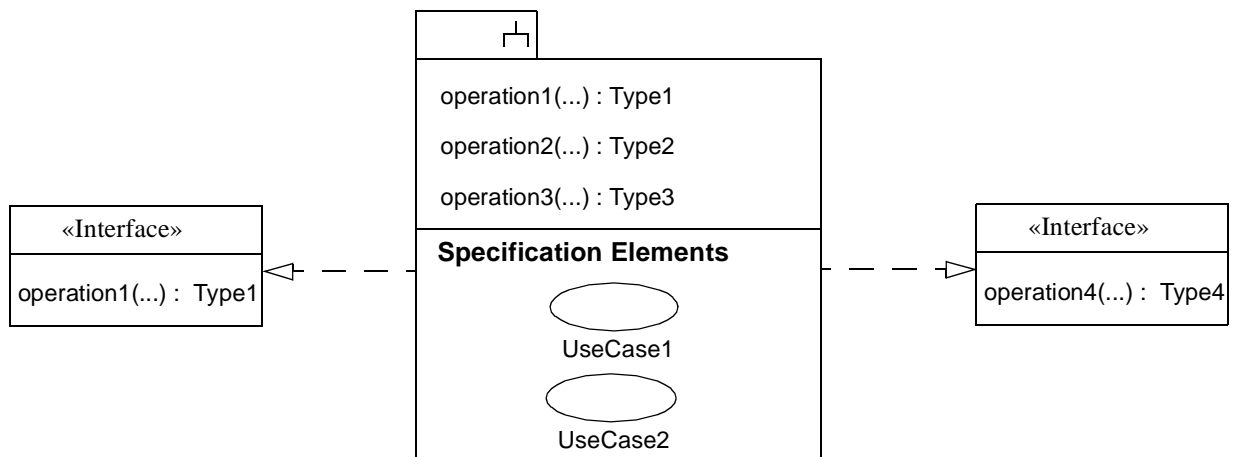 operation1(...) : Type1
operation2(...) : Type2
operation3(...) : Type3
«Interface»
operation1(...) :  Type1
Specification Elements
UseCase1
UseCase2
«Interface»
operation4(...) :  Type4